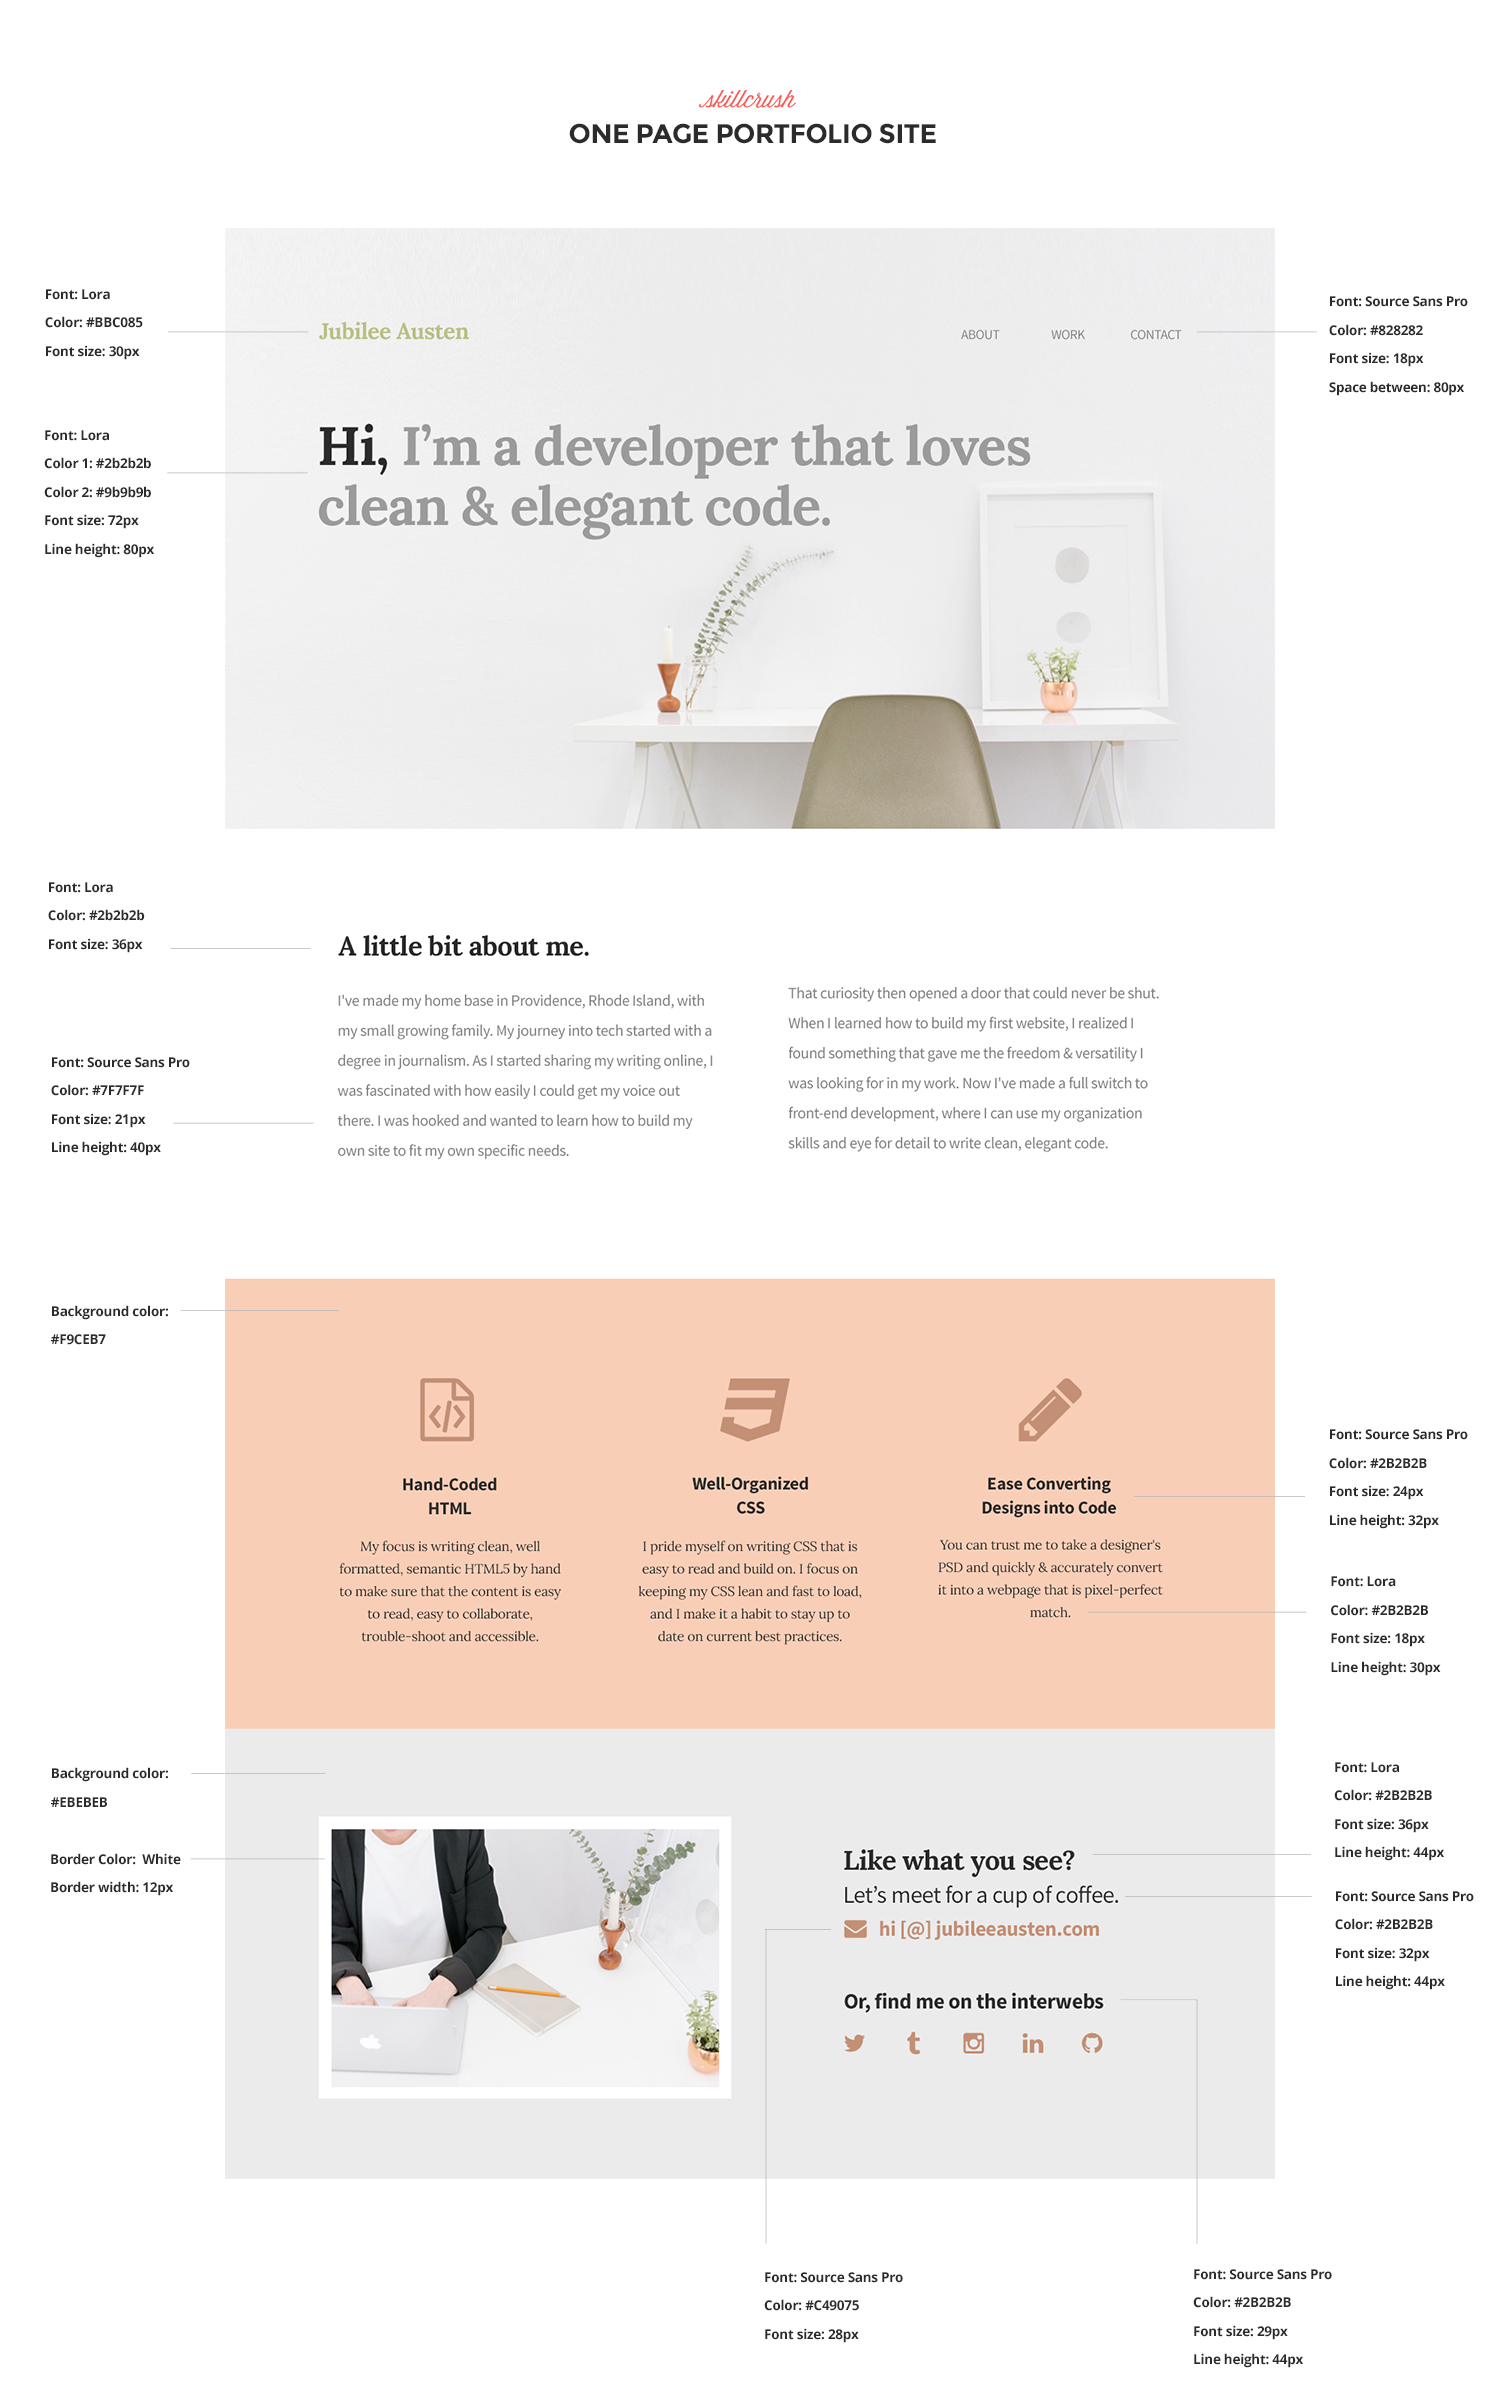 skillcrush
ONE PAGE PORTFOLIO SITE
Font: Lora
Color: #BBC085
Font size: 30px
Jubilee Austen
ABOUT
WORK
CONTACT
Font: Source Sans Pro
Color: #828282
Font size: 18px
Space between: 80px
Font: Lora
Color 1: #2b2b2b
Color 2: #9b9b9b
Font size: 72px
Line height: 80px
Hi, I’m a developer that loves
clean & elegant code.
Font: Lora
Color: #2b2b2b
Font size: 36px
A little bit about me.
Font: Source Sans Pro
Color: #7F7F7F
Font size: 21px
Line height: 40px
I've made my home base in Providence, Rhode Island, with
my small growing family. My journey into tech started with a
degree in journalism. As I started sharing my writing online, I
was fascinated with how easily I could get my voice out
there. I was hooked and wanted to learn how to build my
own site to fit my own specific needs.
That curiosity then opened a door that could never be shut.
When I learned how to build my first website, I realized I
found something that gave me the freedom & versatility I
was looking for in my work. Now I've made a full switch to
front-end development, where I can use my organization
skills and eye for detail to write clean, elegant code.
Background color:
#F9CEB7
Hand-Coded
HTML
My focus is writing clean, well
formatted, semantic HTML5 by hand
to make sure that the content is easy
to read, easy to collaborate,
trouble-shoot and accessible.
Well-Organized
CSS
I pride myself on writing CSS that is
easy to read and build on. I focus on
keeping my CSS lean and fast to load,
and I make it a habit to stay up to
date on current best practices.
Ease Converting
Designs into Code
You can trust me to take a designer's
PSD and quickly & accurately convert
it into a webpage that is pixel-perfect
match.
Font: Source Sans Pro
Color: #2B2B2B
Font size: 24px
Line height: 32px
Font: Lora
Color: #2B2B2B
Font size: 18px
Line height: 30px
Background color:
#EBEBEB
Border Color:  White
Border width: 12px
Like what you see?
Let’s meet for a cup of coffee.
hi [@] jubileeausten.com
Or, find me on the interwebs
Font: Lora
Color: #2B2B2B
Font size: 36px
Line height: 44px
Font: Source Sans Pro
Color: #2B2B2B
Font size: 32px
Line height: 44px
Font: Source Sans Pro
Color: #C49075
Font size: 28px
Font: Source Sans Pro
Color: #2B2B2B
Font size: 29px
Line height: 44px